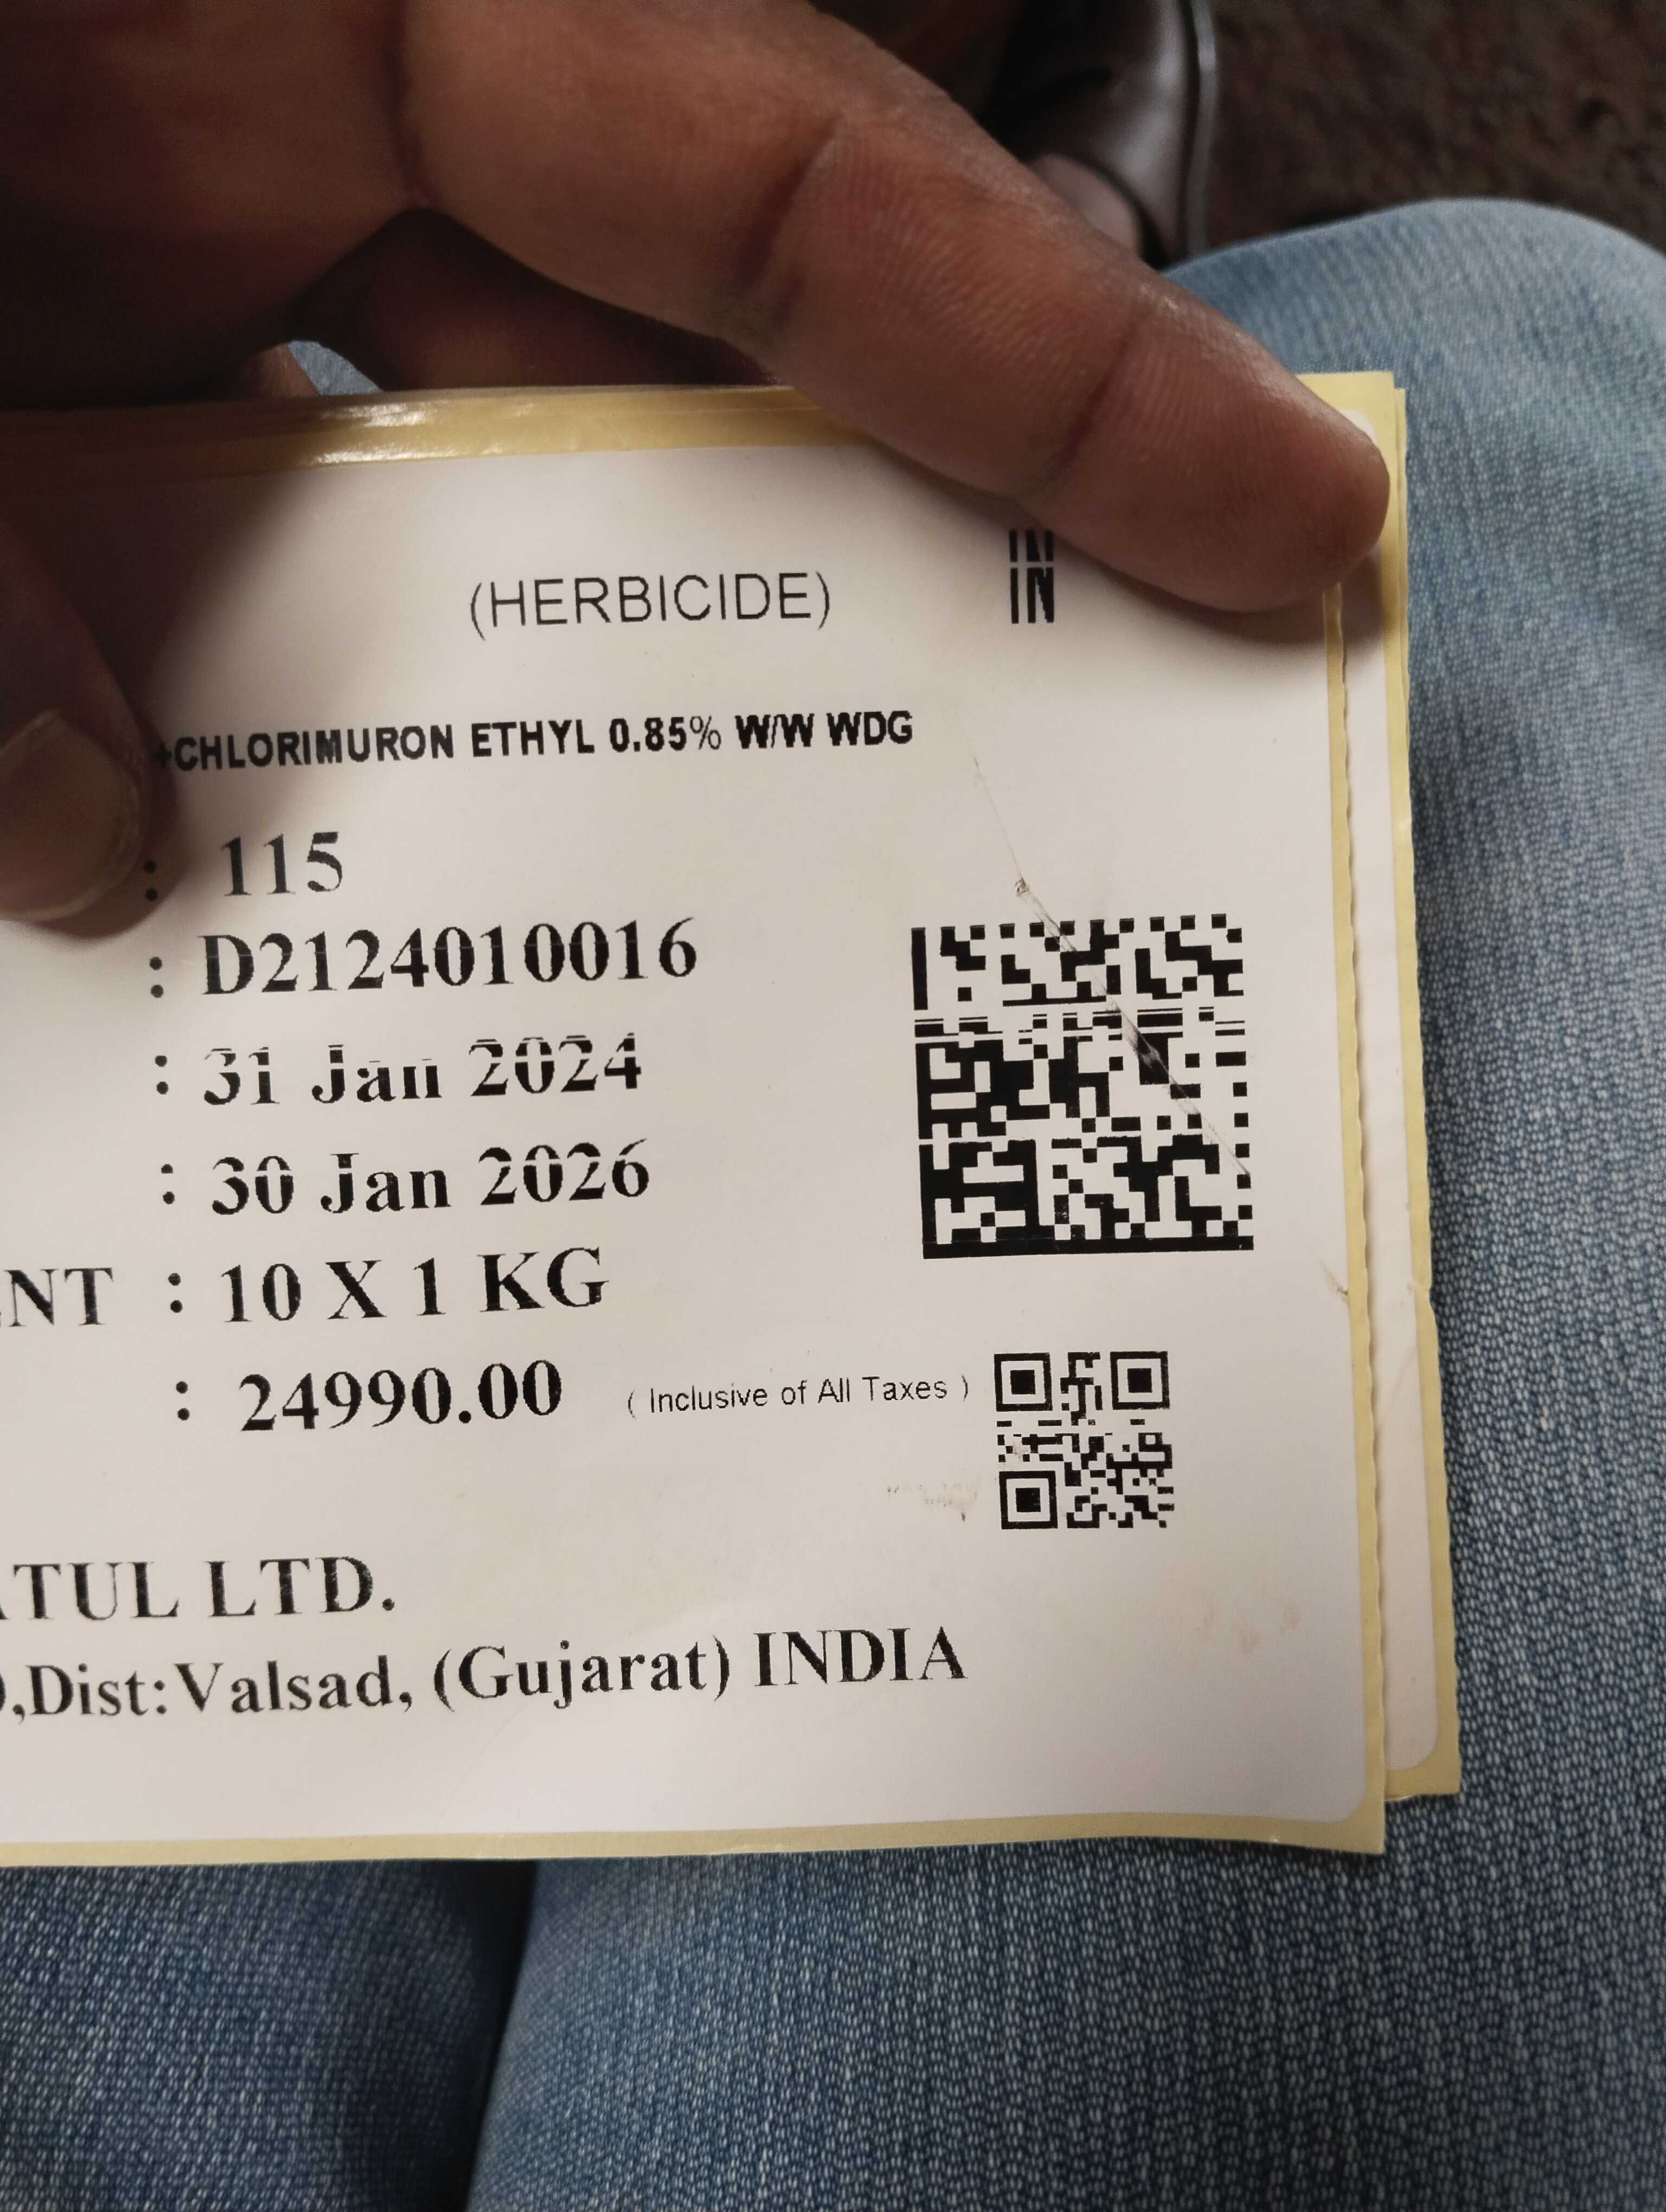 (HERBICIDE)
IN
+CHLORIMURON ETHYL 0.85% W/W WDG
: 115
: D2124010016
: 31 Jan 2024
: 30 Jan 2026
NT : 10 X 1 KG
: 24990.00 ( Inclusive of All Taxes )
ATUL LTD.
),Dist:Valsad, (Gujarat) INDIA